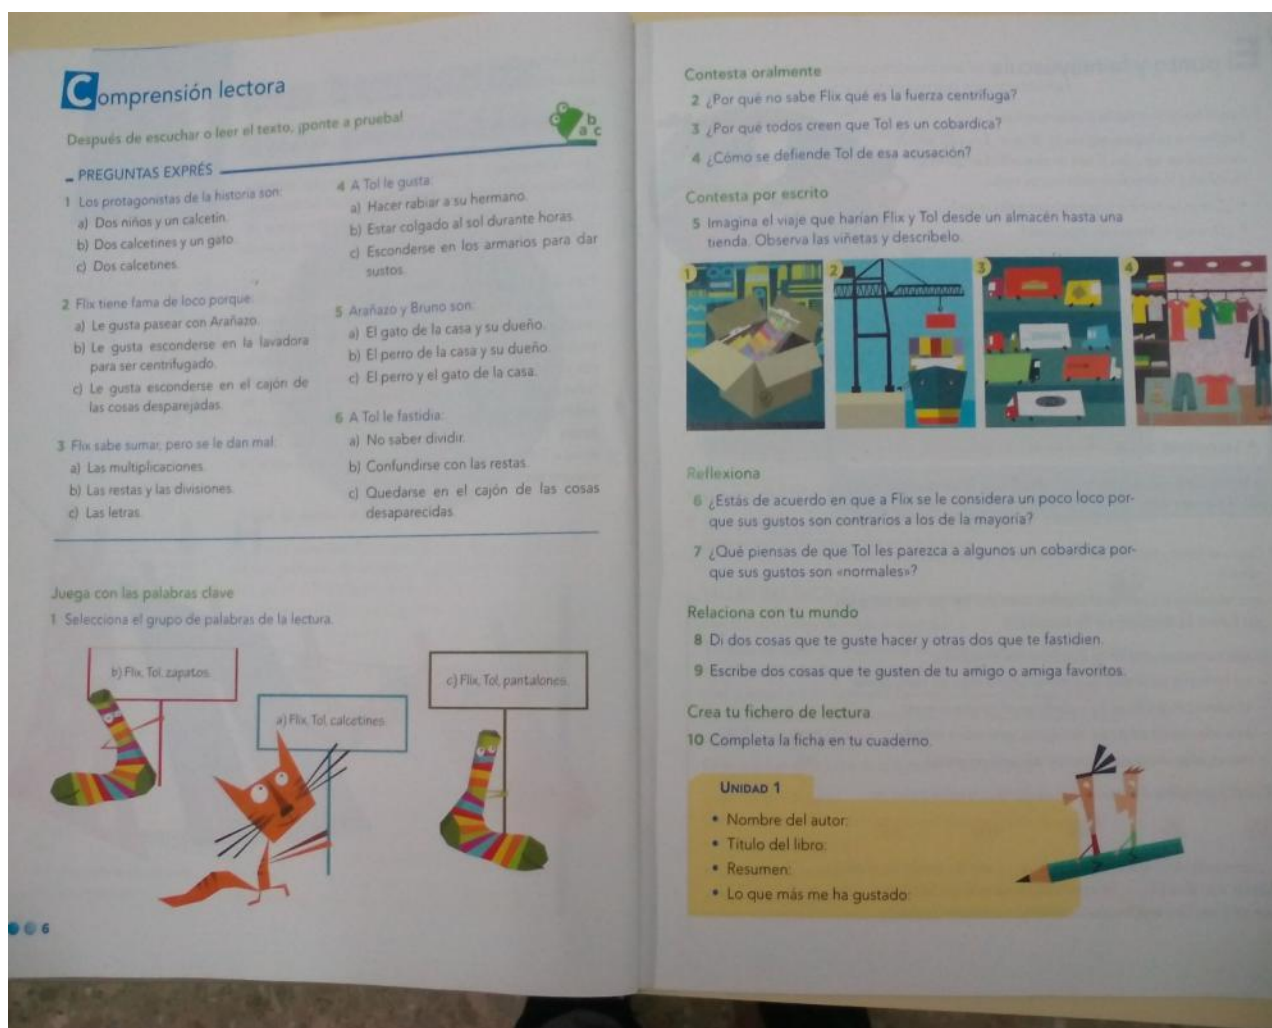 Comprensión lectora
Después de escuchar o leer el texto, ¡ponte a prueba!
b
a c
PREGUNTAS EXPRÉS
1 Los protagonistas de la historia son:
a) Dos niños y un calcetín.
b) Dos calcetines y un gato.
c) Dos calcetines.
2 Flix tiene fama de loco porque:
a) Le gusta pasear con Arañazo.
b) Le gusta esconderse en la lavadora
para ser centrifugado.
c) Le gusta esconderse en el cajón de
las cosas desparejadas.
3 Flix sabe sumar, pero se le dan mal:
a) Las multiplicaciones.
b) Las restas y las divisiones.
c) Las letras.
4 A Tol le gusta:
a) Hacer rabiar a su hermano.
b) Estar colgado al sol durante horas.
c) Esconderse en los armarios para dar
sustos.
5 Arañazo y Bruno son:
a) El gato de la casa y su dueño.
b) El perro de la casa y su dueño.
c) El perro y el gato de la casa.
6 A Tol le fastidia:
a) No saber dividir.
b) Confundirse con las restas.
c) Quedarse en el cajón de las cosas
desaparecidas.
Juega con las palabras clave
1 Selecciona el grupo de palabras de la lectura.
b) Flix, Tol, zapatos.
a) Flix, Tol, calcetines.
c) Flix, Tol, pantalones.
6
Contesta oralmente
2 ¿Por qué no sabe Flix qué es la fuerza centrífuga?
3 ¿Por qué todos creen que Tol es un cobardica?
4 ¿Cómo se defiende Tol de esa acusación?
Contesta por escrito
5 Imagina el viaje que harían Flix y Tol desde un almacén hasta una
tienda. Observa las viñetas y descríbelo.
1
2
3
4
Reflexiona
6 ¿Estás de acuerdo en que a Flix se le considera un poco loco por-
que sus gustos son contrarios a los de la mayoría?
7 ¿Qué piensas de que Tol les parezca a algunos un cobardica por-
que sus gustos son «normales»?
Relaciona con tu mundo
8 Di dos cosas que te guste hacer y otras dos que te fastidien.
9 Escribe dos cosas que te gusten de tu amigo o amiga favoritos.
Crea tu fichero de lectura
10 Completa la ficha en tu cuaderno.
UNIDAD 1
• Nombre del autor:
• Título del libro:
• Resumen:
• Lo que más me ha gustado: